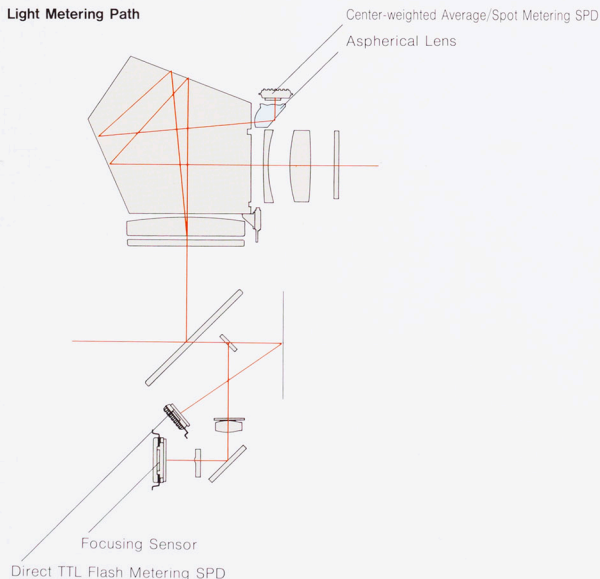 Light Metering Path
Center-weighted Average/Spot Metering SPD
Aspherical Lens
Focusing Sensor
Direct TTL Flash Metering SPD